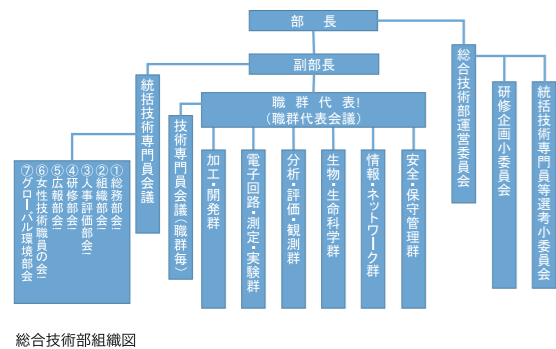 部 長
副部長
職 群 代 表!
(職群代表会議)
総合技術部運営委員会
研修企画小委員会
統括技術専門員等選考小委員会
統括技術専門員会議
技術専門員会議(職群毎)
加工・開発群
電子回路・測定・実験群
分析・評価・観測群
生物・生命科学群
情報・ネットワーク群
安全・保守管理群
①総務部会!
②組織部会!
③人事評価部会!
④研修部会!
⑤広報部会!
⑥女性技術職員の会!
⑦グローバル環境部会
総合技術部組織図